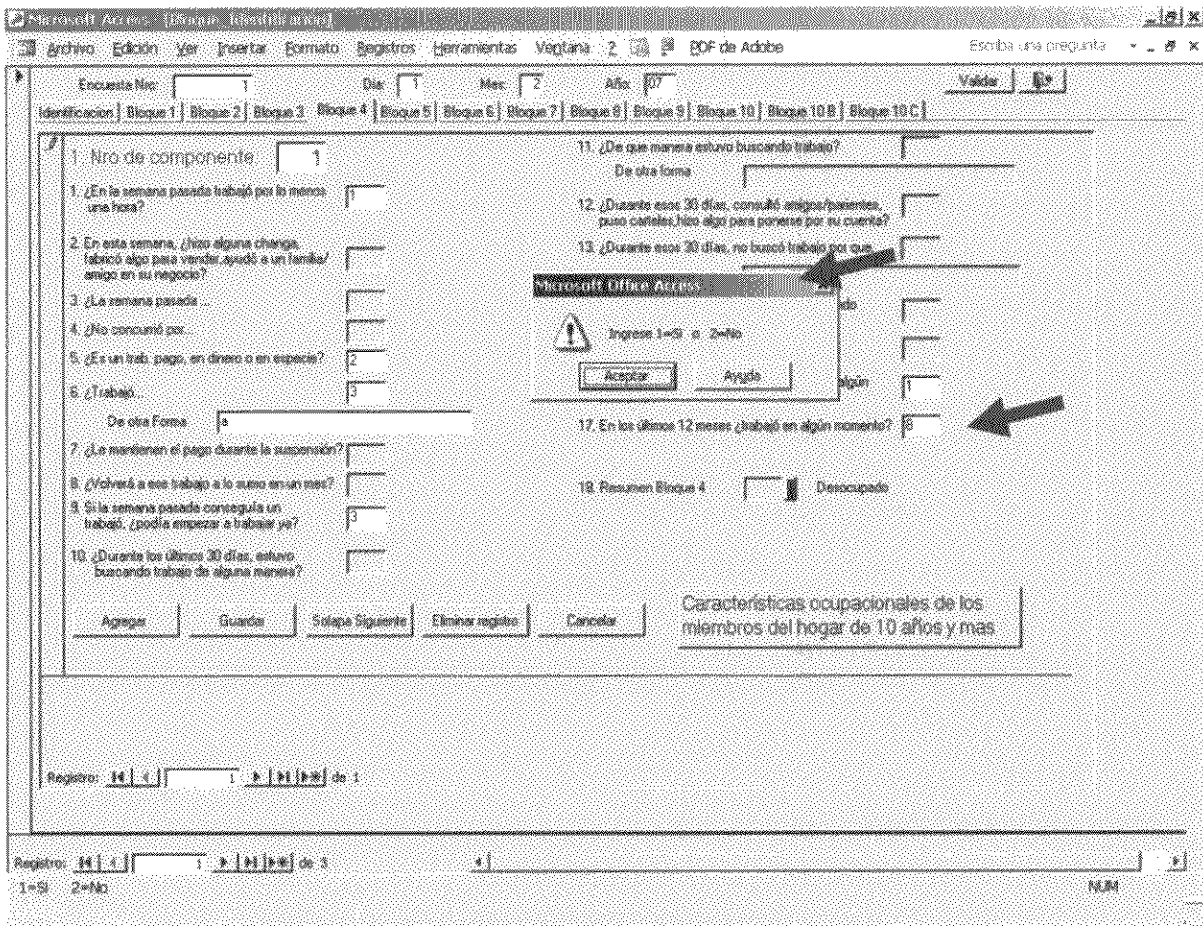 Microsoft Access - [Bloque_Identificacion]
Archivo Edición Ver Insertar Formato Registros Herramientas Ventana ? PDF de Adobe Escriba una pregunta
Encuesta Nro: 1 Dia: 1 Mes: 2 Año: 07 Validar
Identificacion Bloque 1 Bloque 2 Bloque 3 Bloque 4 Bloque 5 Bloque 6 Bloque 7 Bloque 8 Bloque 9 Bloque 10 Bloque 10 B Bloque 10 C
1 Nro de componente 1
1. ¿En la semana pasada trabajó por lo menos
una hora? 1
2. En esta semana, ¿hizo alguna changa,
fabricó algo para vender,ayudó a un familia/
amigo en su negocio?
3. ¿La semana pasada ...
4. ¿No concurrió por...
5. ¿Es un trab. pago, en dinero o en especie? 2
6. ¿Trabajó... 3
De otra Forma a
7. ¿Le mantienen el pago durante la suspensión?
8. ¿Volverá a ese trabajo a lo sumo en un mes?
9. Si la semana pasada conseguía un
trabajó, ¿podía empezar a trabajar ya? 3
10. ¿Durante los últimos 30 días, estuvo
buscando trabajo de alguna manera?
11. ¿De que manera estuvo buscando trabajo?
De otra forma
12. ¿Durante esos 30 días, consultó amigos/parientes,
puso carteles,hizo algo para ponerse por su cuenta?
13. ¿Durante esos 30 días, no buscó trabajo por que
Microsoft Office Access
Ingrese 1=Si o 2=No
Aceptar Ayuda
do
algún 1
17. En los últimos 12 meses ¿trabajó en algún momento? 8
18. Resumen Bloque 4 Desocupado
Agregar Guardar Solapa Siguiente Eliminar registro Cancelar
Características ocupacionales de los
miembros del hogar de 10 años y mas
Registro: 1 de 1
Registro: 1 de 3
1=Si 2=No NUM